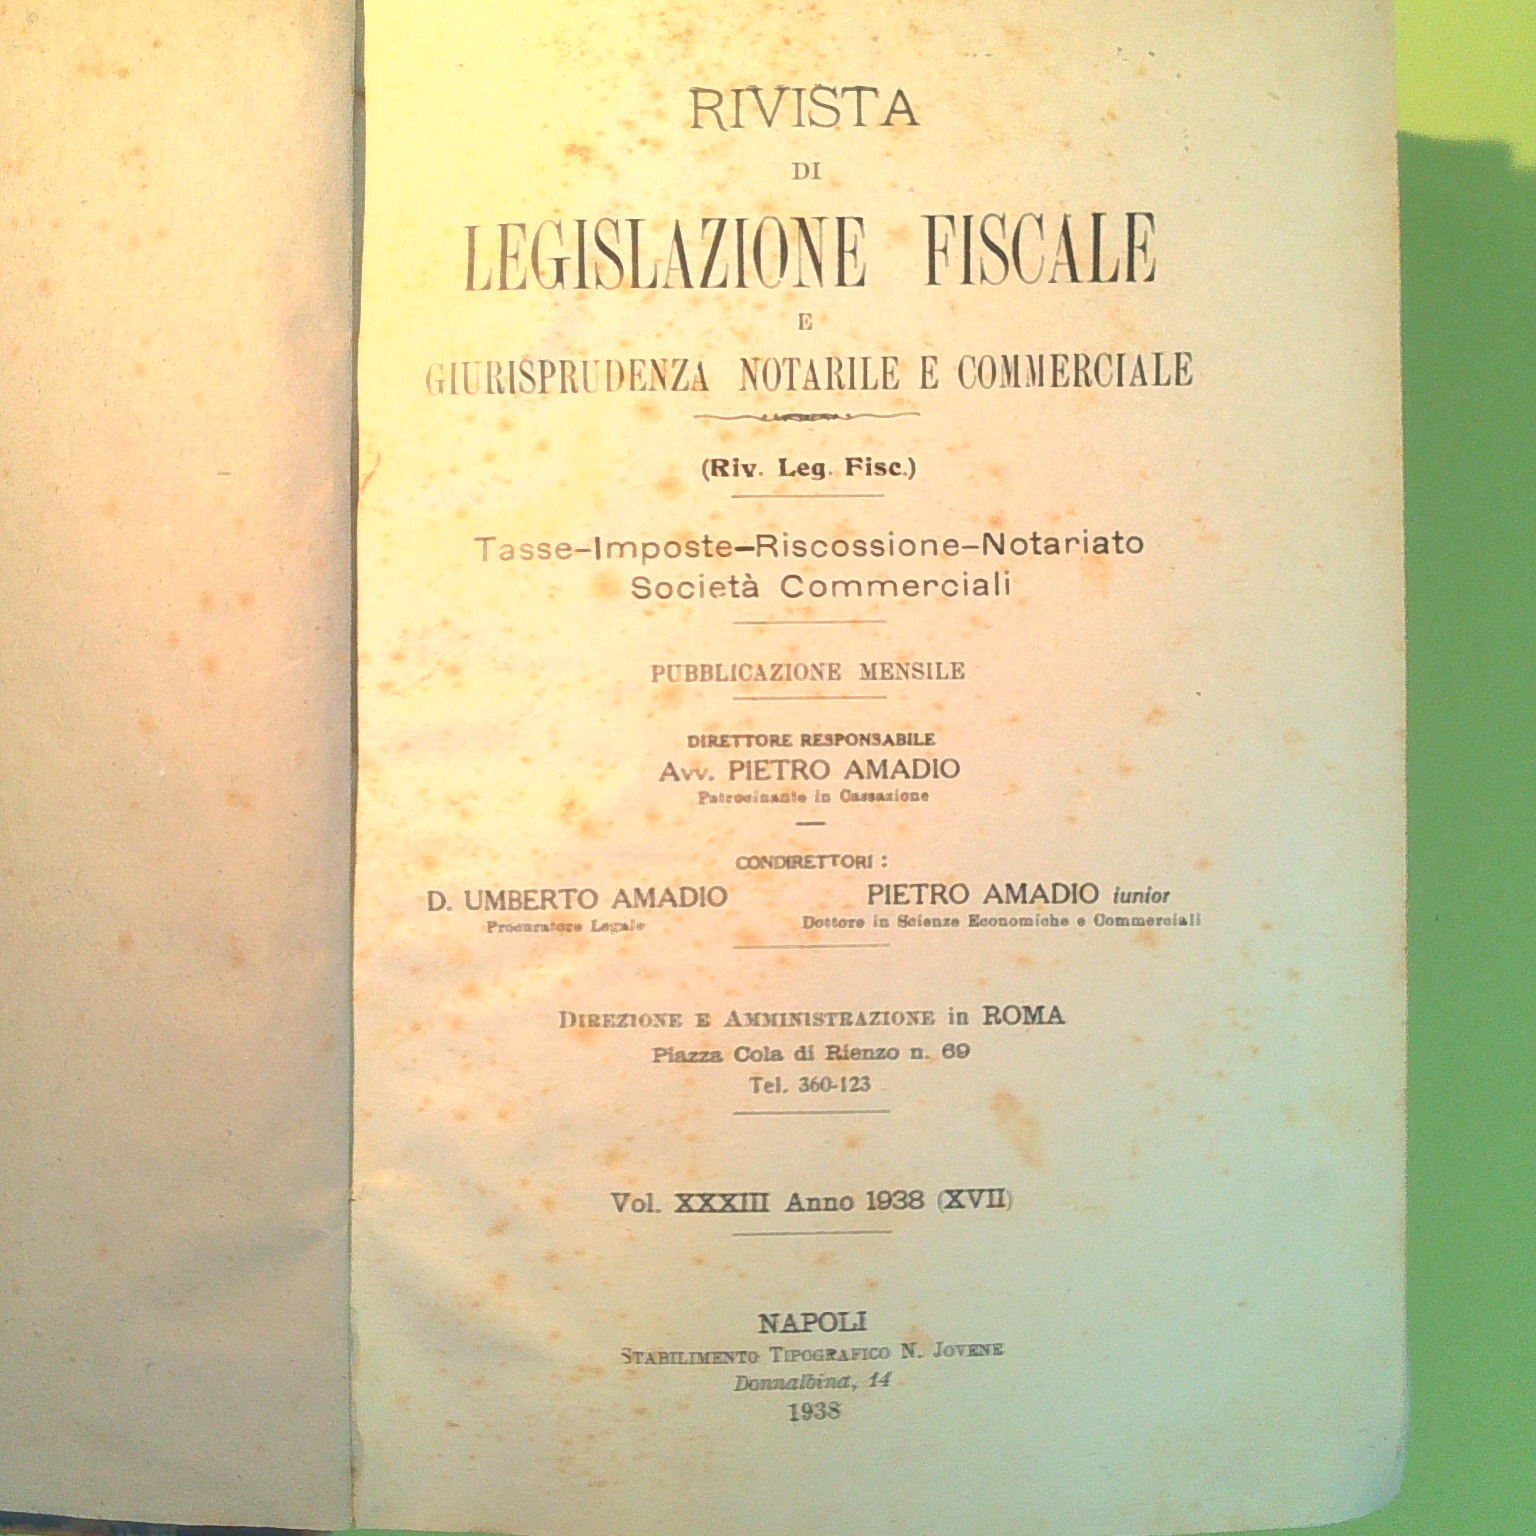 RIVISTA
DI
LEGISLAZIONE FISCALE
E
GIURISPRUDENZA NOTARILE E COMMERCIALE
(Riv. Leg. Fisc.)
Tasse–Imposte–Riscossione–Notariato
Società Commerciali
PUBBLICAZIONE MENSILE
DIRETTORE RESPONSABILE
Avv. PIETRO AMADIO
Patrocinante in Cassazione
CONDIRETTORI :
D. UMBERTO AMADIO PIETRO AMADIO iunior
Procuratore Legale Dottore in Scienze Economiche e Commerciali
DIREZIONE E AMMINISTRAZIONE in ROMA
Piazza Cola di Rienzo n. 69
Tel. 360-123
Vol. XXXIII Anno 1938 (XVII)
NAPOLI
STABILIMENTO TIPOGRAFICO N. JOVENE
Donnalbina, 14
1938